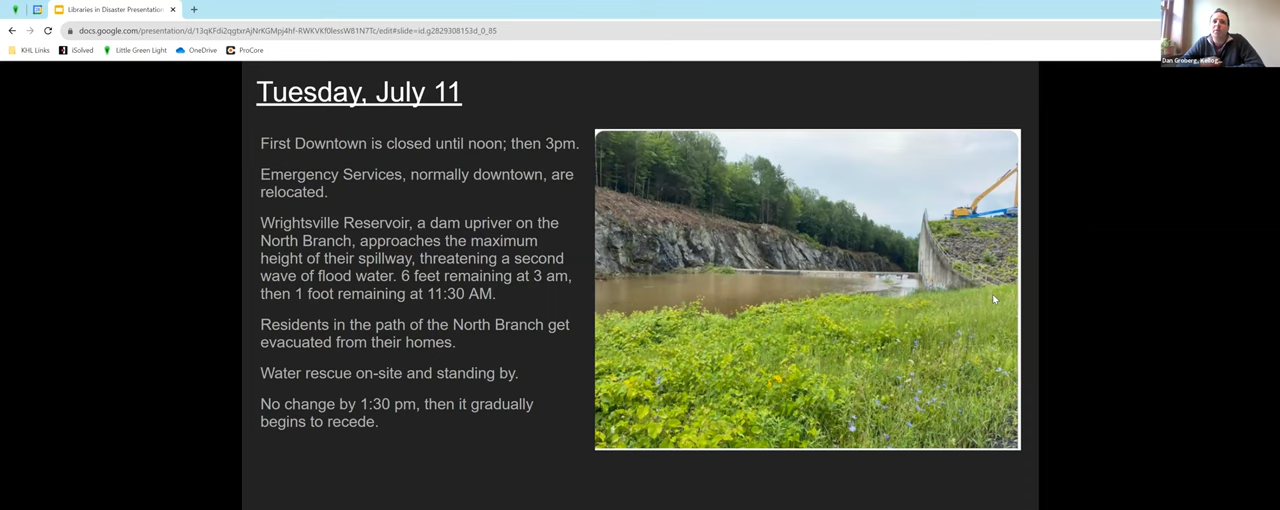 Libraries in Disaster Presentation
docs.google.com/presentation/d/13qKFdi2qgtxrAjNrKGMpj4hf-RWKVKf0lessW81N7Tc/edit#slide=id.g2829308153d_0_85
KHL Links
iSolved
Little Green Light
OneDrive
ProCore
Dan Groberg, Kellog...
Tuesday, July 11
First Downtown is closed until noon; then 3pm.
Emergency Services, normally downtown, are
relocated.
Wrightsville Reservoir, a dam upriver on the
North Branch, approaches the maximum
height of their spillway, threatening a second
wave of flood water. 6 feet remaining at 3 am,
then 1 foot remaining at 11:30 AM.
Residents in the path of the North Branch get
evacuated from their homes.
Water rescue on-site and standing by.
No change by 1:30 pm, then it gradually
begins to recede.